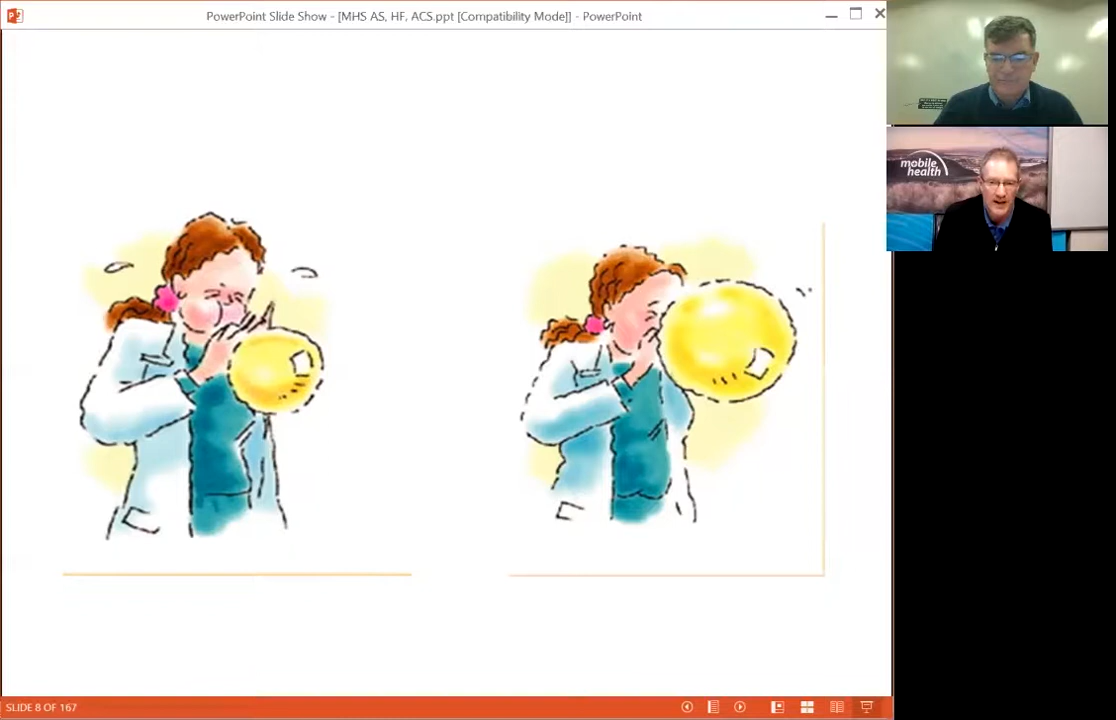 PowerPoint Slide Show - [MHS AS, HF, ACS.ppt [Compatibility Mode]] - PowerPoint
mobile
health
SLIDE 8 OF 167